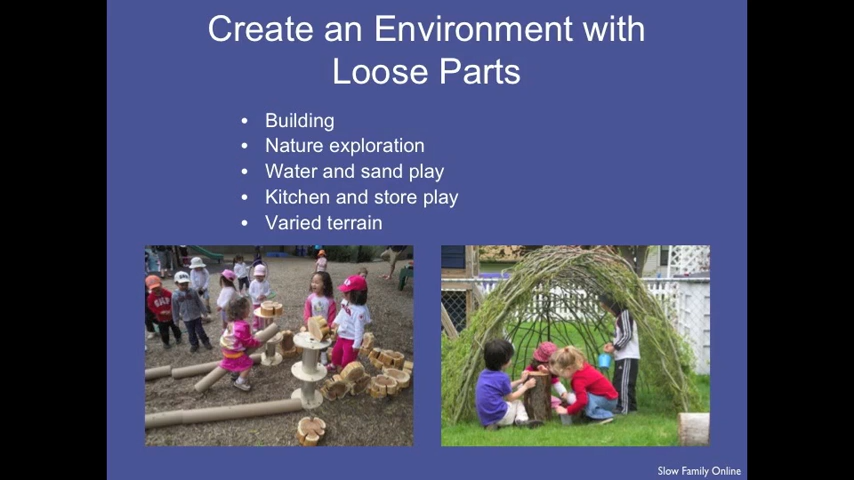 Create an Environment with
Loose Parts
• Building
• Nature exploration
• Water and sand play
• Kitchen and store play
• Varied terrain
Slow Family Online